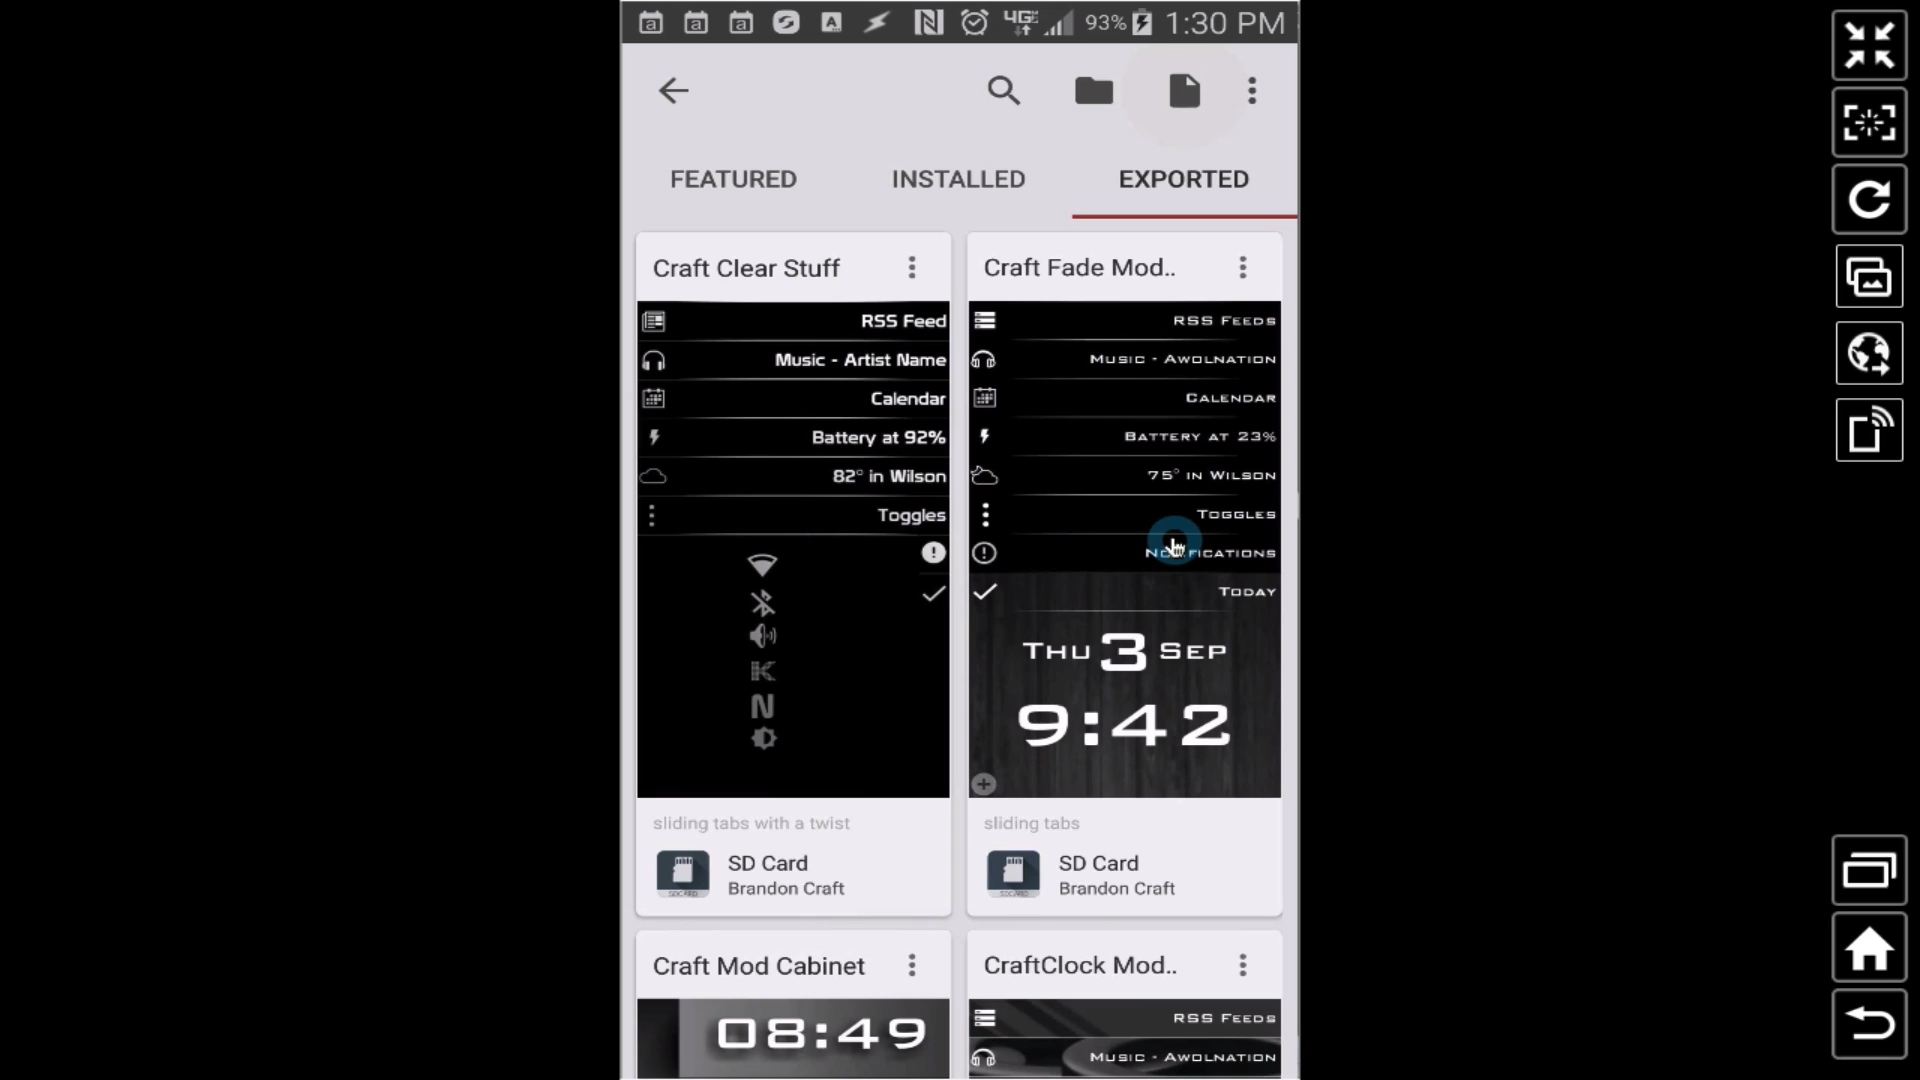 93% 1:30 PM
FEATURED INSTALLED EXPORTED
Craft Clear Stuff
RSS Feed
Music - Artist Name
Calendar
Battery at 92%
82° in Wilson
Toggles
sliding tabs with a twist
SD Card
Brandon Craft
Craft Fade Mod..
RSS Feeds
Music - Awolnation
Calendar
Battery at 23%
75° in Wilson
Toggles
Notifications
Today
Thu 3 Sep
9:42
sliding tabs
SD Card
Brandon Craft
Craft Mod Cabinet
08:49
CraftClock Mod..
RSS Feeds
Music - Awolnation